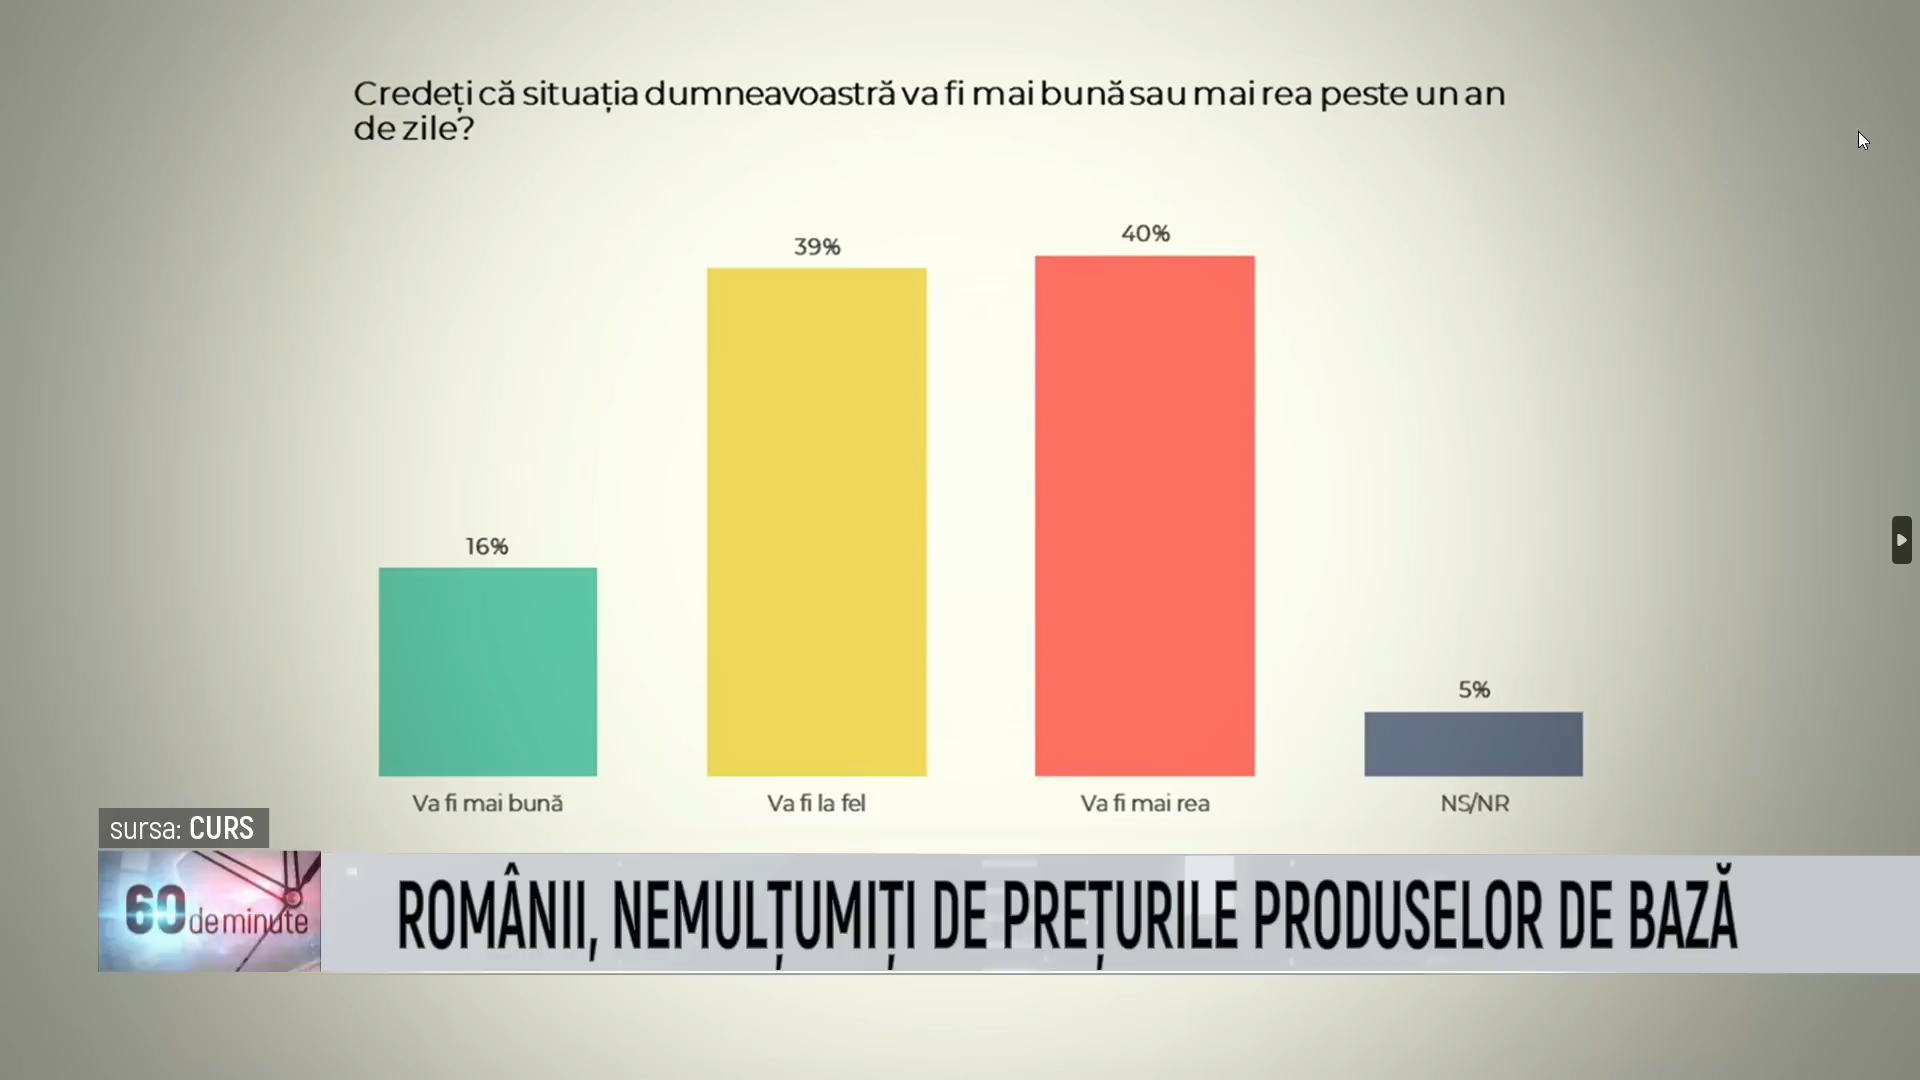 Credeți că situația dumneavoastră va fi mai bună sau mai rea peste un an
de zile?
16%
39%
40%
5%
Va fi mai bună
Va fi la fel
Va fi mai rea
NS/NR
sursa: CURS
60 de minute
ROMÂNII, NEMULȚUMIȚI DE PREȚURILE PRODUSELOR DE BAZĂ